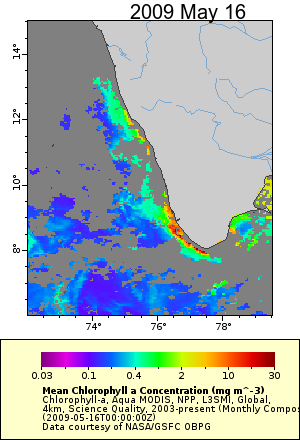 2009 May 16
14°
12°
10°
8°
74° 76° 78°
0.03 0.1 0.4 1 3 10 30
Mean Chlorophyll a Concentration (mg m^-3)
Chlorophyll-a, Aqua MODIS, NPP, L3SMI, Global,
4km, Science Quality, 2003-present (Monthly Compos
(2009-05-16T00:00:00Z)
Data courtesy of NASA/GSFC OBPG